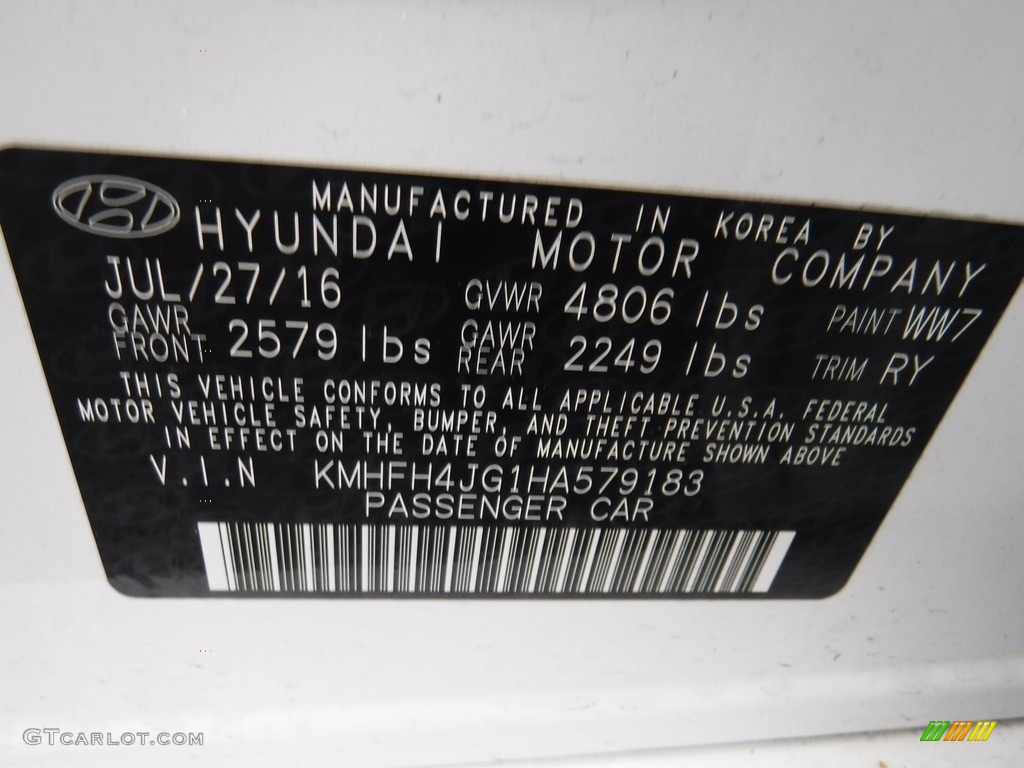 MANUFACTURED IN KOREA BY
HYUNDAI MOTOR COMPANY
JUL/27/16 GVWR 4806 lbs PAINT WW7
GAWR FRONT 2579 lbs GAWR REAR 2249 lbs TRIM RY
THIS VEHICLE CONFORMS TO ALL APPLICABLE U.S.A. FEDERAL
MOTOR VEHICLE SAFETY, BUMPER, AND THEFT PREVENTION STANDARDS
IN EFFECT ON THE DATE OF MANUFACTURE SHOWN ABOVE
V.I.N KMHFH4JG1HA579183
PASSENGER CAR
GTCARLOT.COM